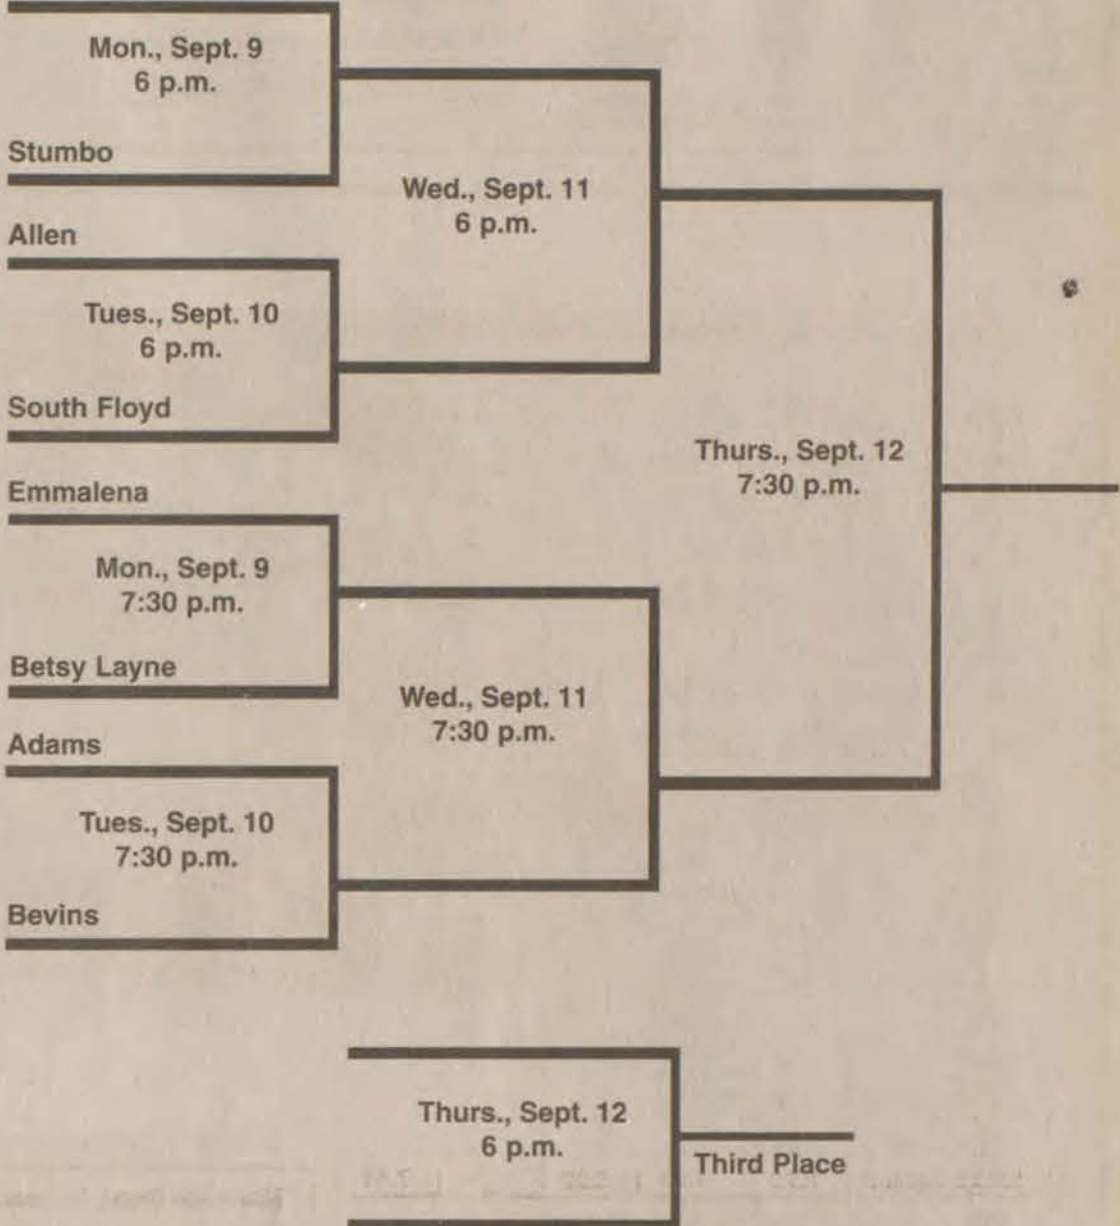 Mon., Sept. 9
6 p.m.
Stumbo
Wed., Sept. 11
6 p.m.
Allen
Tues., Sept. 10
6 p.m.
South Floyd
Thurs., Sept. 12
7:30 p.m.
Emmalena
Mon., Sept. 9
7:30 p.m.
Betsy Layne
Wed., Sept. 11
7:30 p.m.
Adams
Tues., Sept. 10
7:30 p.m.
Bevins
Thurs., Sept. 12
6 p.m.
Third Place